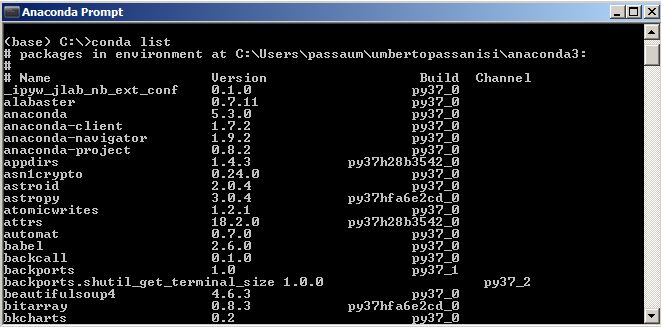 Anaconda Prompt
(base) C:\>conda list
# packages in environment at C:\Users\passaum\umbertopassanisi\anaconda3:
#
# Name Version Build Channel
_ipyw_jlab_nb_ext_conf 0.1.0 py37_0
alabaster 0.7.11 py37_0
anaconda 5.3.0 py37_0
anaconda-client 1.7.2 py37_0
anaconda-navigator 1.9.2 py37_0
anaconda-project 0.8.2 py37_0
appdirs 1.4.3 py37h28b3542_0
asn1crypto 0.24.0 py37_0
astroid 2.0.4 py37_0
astropy 3.0.4 py37hfa6e2cd_0
atomicwrites 1.2.1 py37_0
attrs 18.2.0 py37h28b3542_0
automat 0.7.0 py37_0
babel 2.6.0 py37_0
backcall 0.1.0 py37_0
backports 1.0 py37_1
backports.shutil_get_terminal_size 1.0.0 py37_2
beautifulsoup4 4.6.3 py37_0
bitarray 0.8.3 py37hfa6e2cd_0
bkcharts 0.2 py37_0